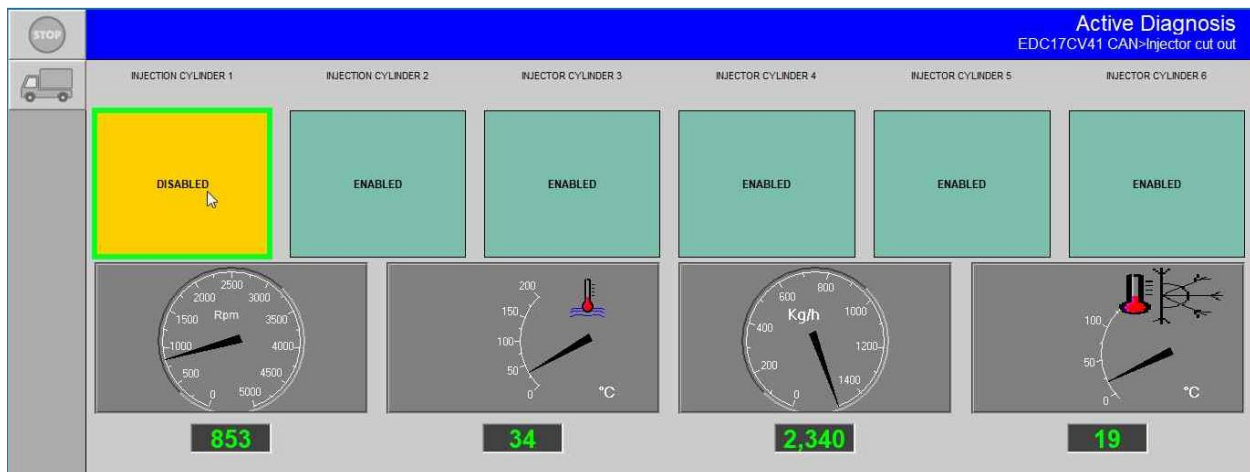 STOP
Active Diagnosis
EDC17CV41 CAN>Injector cut out
INJECTION CYLINDER 1 INJECTION CYLINDER 2 INJECTOR CYLINDER 3 INJECTOR CYLINDER 4 INJECTOR CYLINDER 5 INJECTOR CYLINDER 6
DISABLED ENABLED ENABLED ENABLED ENABLED ENABLED
0 500 1000 1500 2000 2500 3000 3500 4000 4500 5000
Rpm
0 50 100 150 200
°C
0 200 400 600 800 1000 1200 1400
Kg/h
0 50 100
°C
853 34 2,340 19